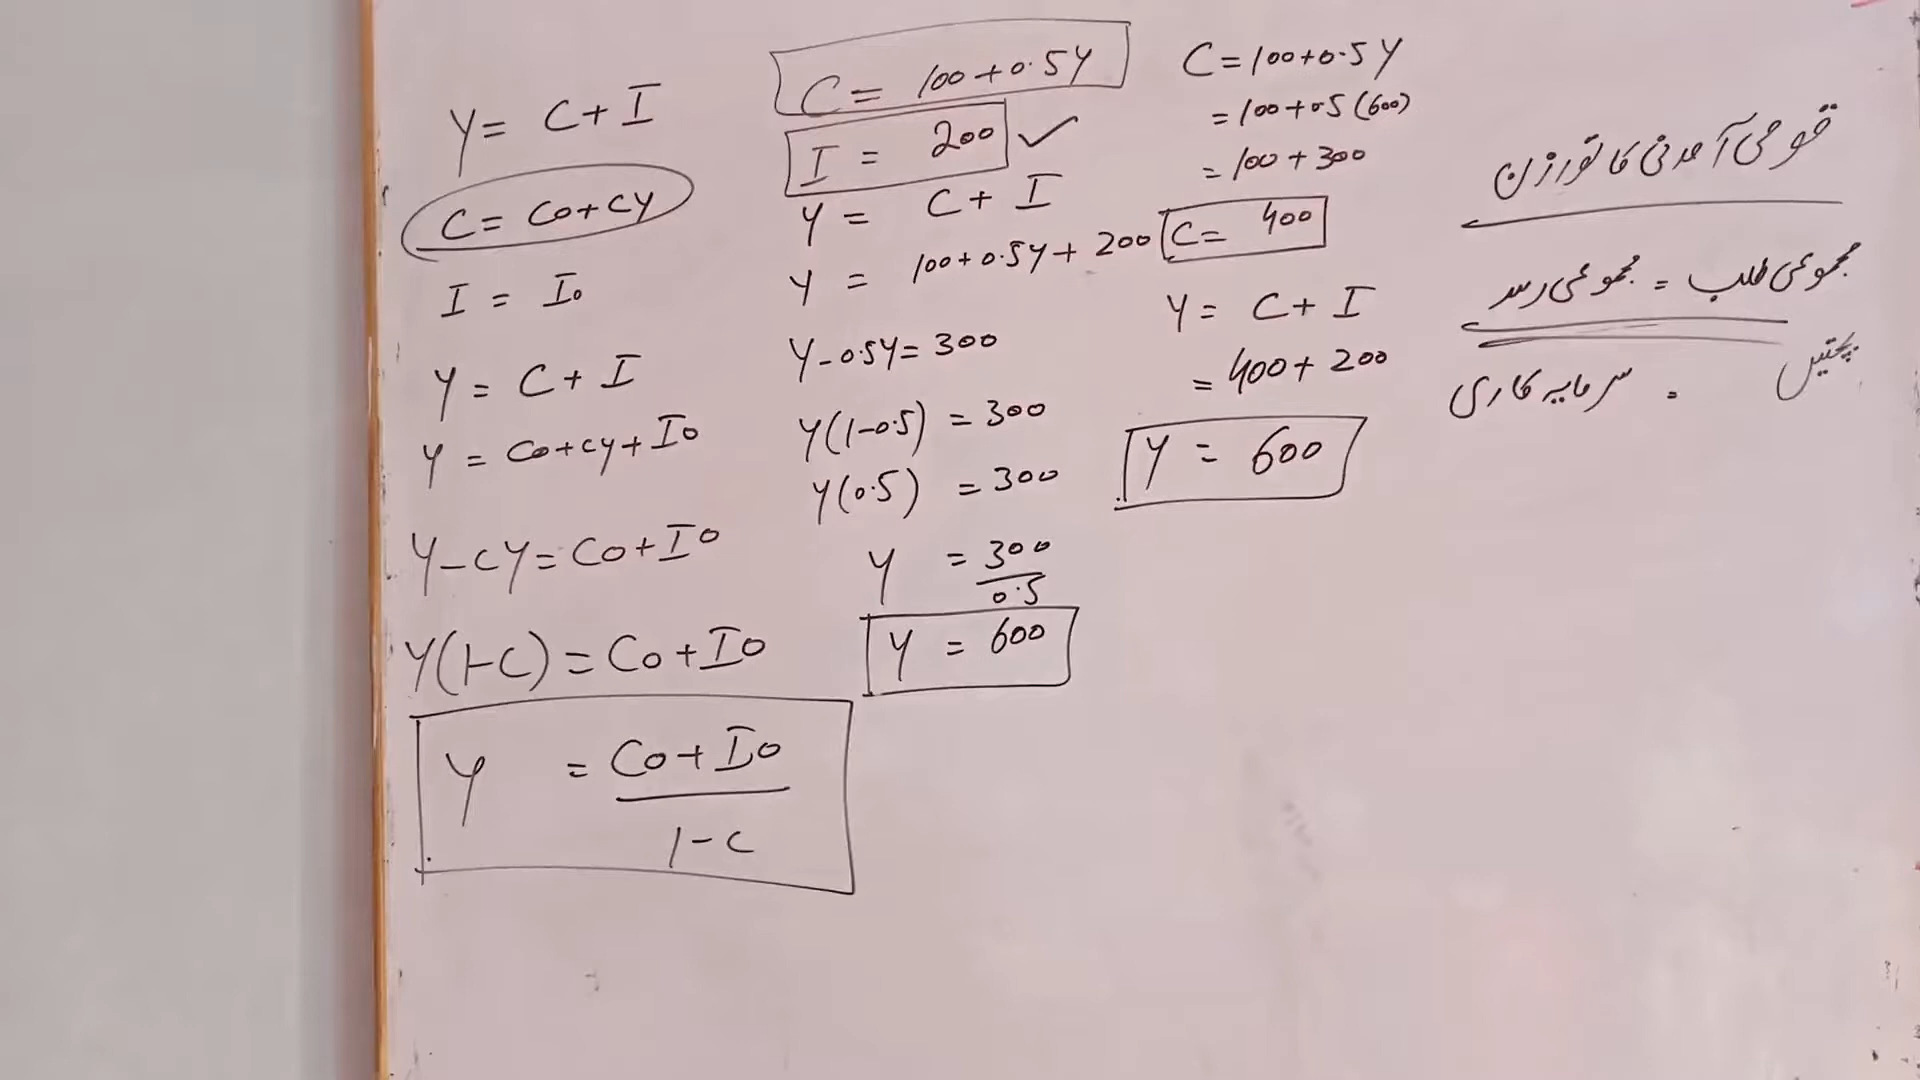 Y = C + I
C = Co + cy
I = Io
Y = C + I
Y = Co + cy + Io
Y - cY = Co + Io
Y(1-C) = Co + Io
Y = Co + Io
1 - c
C = 100 + 0.5Y
I = 200 ✓
Y = C + I
Y = 100 + 0.5Y + 200
Y - 0.5Y = 300
Y(1-0.5) = 300
Y(0.5) = 300
Y = 300
0.5
Y = 600
C = 100 + 0.5Y
= 100 + 0.5 (600)
= 100 + 300
C = 400
Y = C + I
= 400 + 200
Y = 600
قومی آمدنی کا توازن
مجموعی طلب = مجموعی رسد
بچتیں = سرمایہ کاری